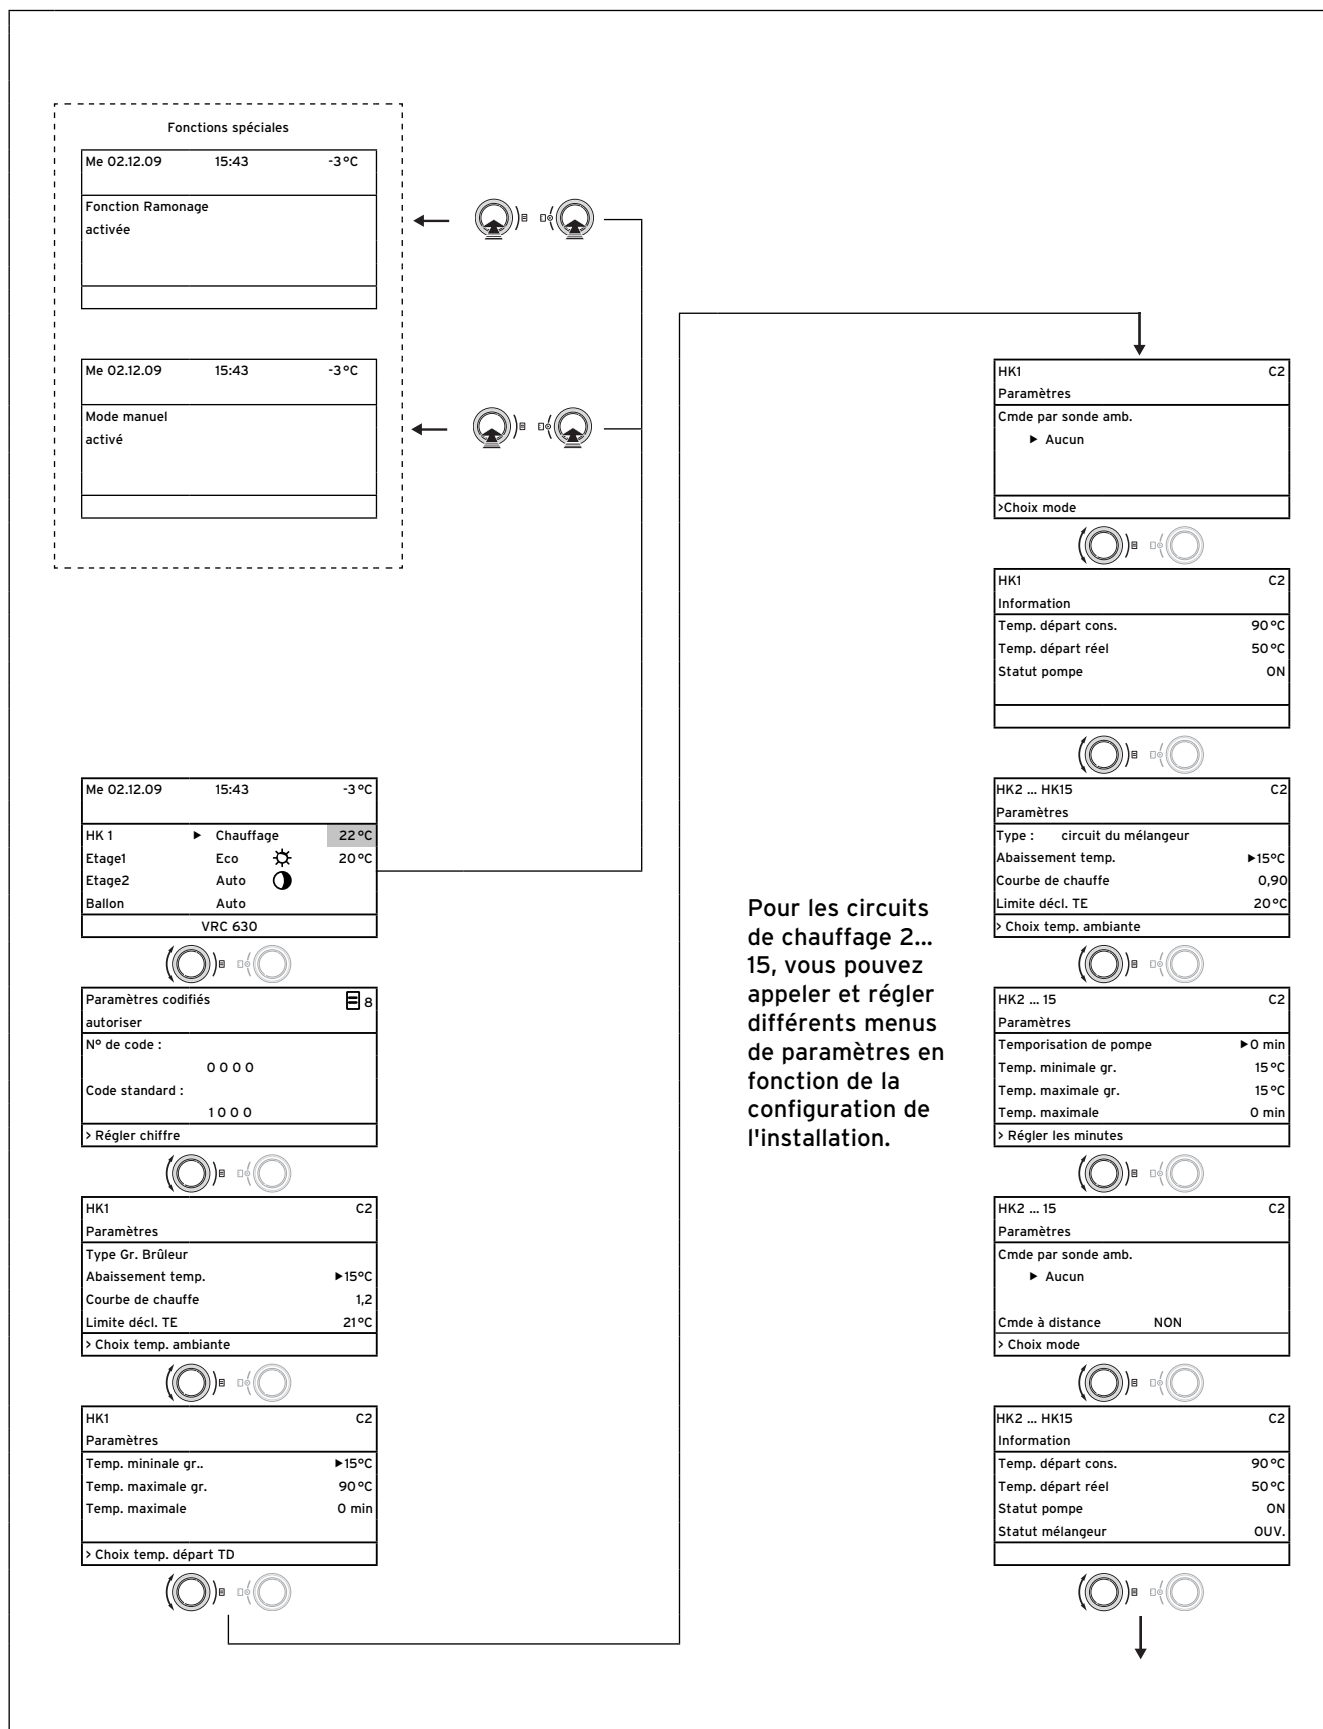 Fonctions spéciales
Me 02.12.09 15:43 -3°C
Fonction Ramonage
activée
Me 02.12.09 15:43 -3°C
Mode manuel
activé
Me 02.12.09 15:43 -3°C
HK 1 ▶ Chauffage 22°C
Etage1 Eco 20°C
Etage2 Auto
Ballon Auto
VRC 630
Paramètres codifiés 8
autoriser
N° de code :
0 0 0 0
Code standard :
1 0 0 0
> Régler chiffre
HK1 C2
Paramètres
Type Gr. Brûleur
Abaissement temp. ▶15°C
Courbe de chauffe 1,2
Limite décl. TE 21°C
> Choix temp. ambiante
HK1 C2
Paramètres
Temp. mininale gr.. ▶15°C
Temp. maximale gr. 90°C
Temp. maximale 0 min
> Choix temp. départ TD
Pour les circuits
de chauffage 2...
15, vous pouvez
appeler et régler
différents menus
de paramètres en
fonction de la
configuration de
l'installation.
HK1 C2
Paramètres
Cmde par sonde amb.
▶ Aucun
>Choix mode
HK1 C2
Information
Temp. départ cons. 90°C
Temp. départ réel 50°C
Statut pompe ON
HK2 ... HK15 C2
Paramètres
Type : circuit du mélangeur
Abaissement temp. ▶15°C
Courbe de chauffe 0,90
Limite décl. TE 20°C
> Choix temp. ambiante
HK2 ... 15 C2
Paramètres
Temporisation de pompe ▶0 min
Temp. minimale gr. 15°C
Temp. maximale gr. 15°C
Temp. maximale 0 min
> Régler les minutes
HK2 ... 15 C2
Paramètres
Cmde par sonde amb.
▶ Aucun
Cmde à distance NON
> Choix mode
HK2 ... HK15 C2
Information
Temp. départ cons. 90°C
Temp. départ réel 50°C
Statut pompe ON
Statut mélangeur OUV.